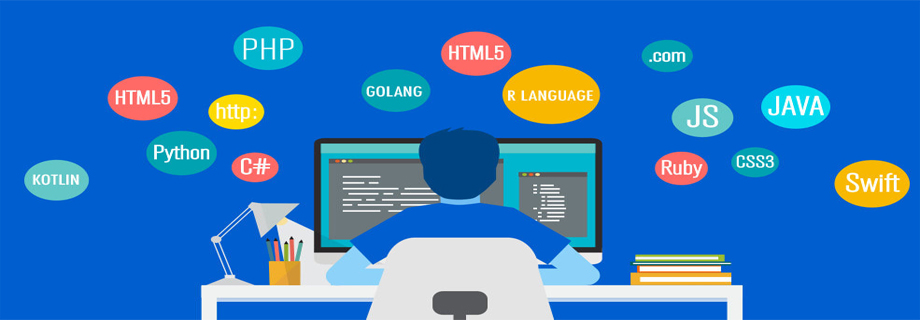 PHP
HTML5
.com
HTML5
GOLANG
R LANGUAGE
http:
JS
JAVA
Python
C#
Ruby
CSS3
KOTLIN
Swift